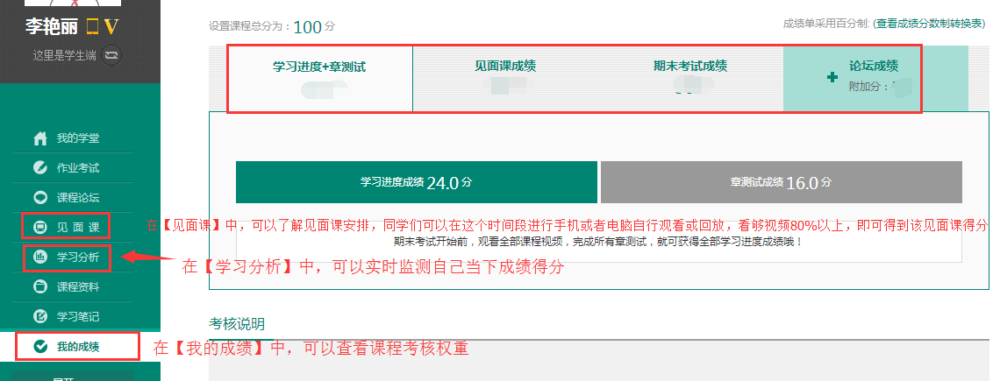 李艳丽 V
这里是学生端
我的学堂
作业考试
课程论坛
见 面 课
学习分析
课程资料
学习笔记
我的成绩
展开
设置课程总分为：100 分
成绩单采用百分制: (查看成绩分数制转换表)
学习进度+章测试
见面课成绩
期末考试成绩
论坛成绩
附加分：
学习进度成绩 24.0 分
章测试成绩 16.0 分
在【见面课】中，可以了解见面课安排，同学们可以在这个时间段进行手机或者电脑自行观看或回放，看够视频80%以上，即可得到该见面课得分
期末考试开始前，观看全部课程视频，完成所有章测试，就可获得全部学习进度成绩哦！
在【学习分析】中，可以实时监测自己当下成绩得分
考核说明
在【我的成绩】中，可以查看课程考核权重